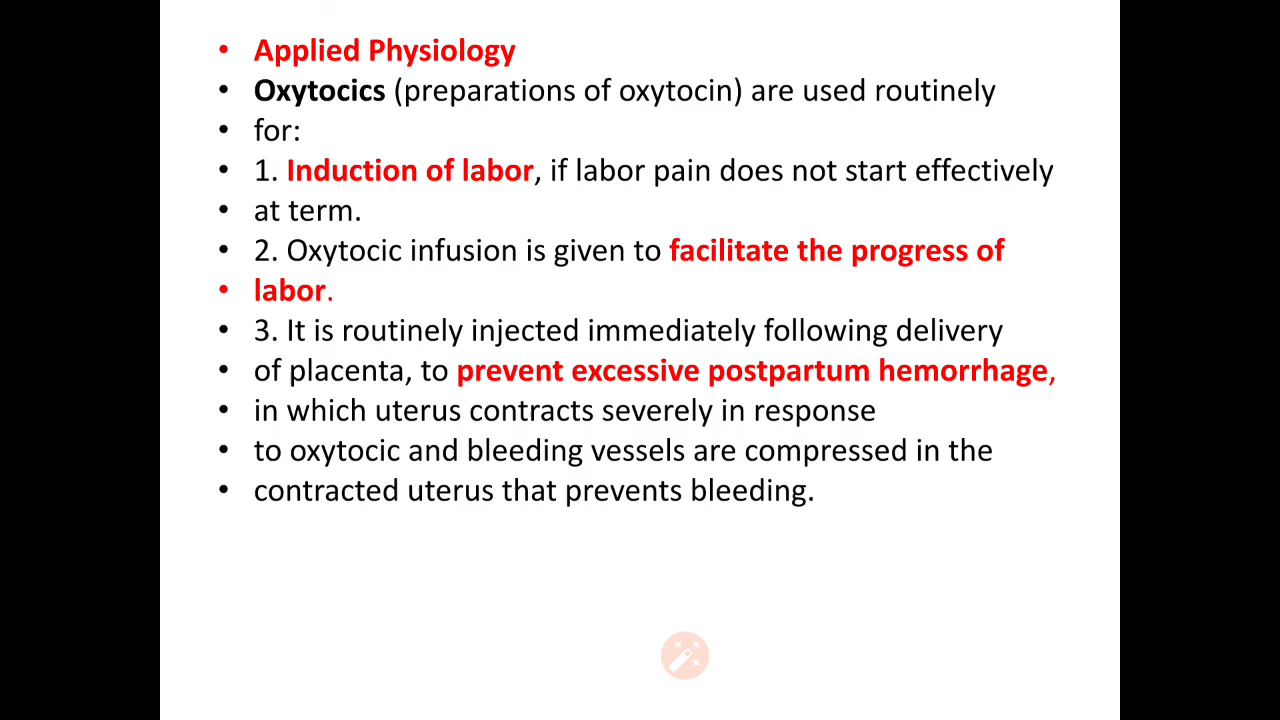 • Applied Physiology
• Oxytocics (preparations of oxytocin) are used routinely
• for:
• 1. Induction of labor, if labor pain does not start effectively
• at term.
• 2. Oxytocic infusion is given to facilitate the progress of
• labor.
• 3. It is routinely injected immediately following delivery
• of placenta, to prevent excessive postpartum hemorrhage,
• in which uterus contracts severely in response
• to oxytocic and bleeding vessels are compressed in the
• contracted uterus that prevents bleeding.